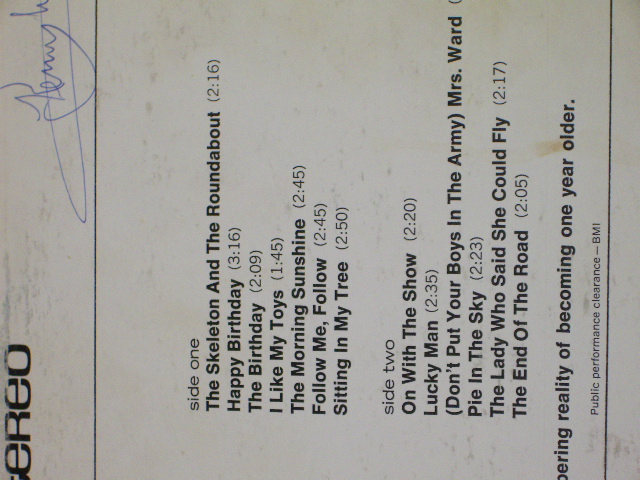 side one
The Skeleton And The Roundabout (2:16)
Happy Birthday (3:16)
The Birthday (2:09)
I Like My Toys (1:45)
The Morning Sunshine (2:45)
Follow Me, Follow (2:45)
Sitting In My Tree (2:50)
side two
On With The Show (2:20)
Lucky Man (2:35)
(Don't Put Your Boys In The Army) Mrs. Ward (
Pie In The Sky (2:23)
The Lady Who Said She Could Fly (2:17)
The End Of The Road (2:05)
reality of becoming one year older.
Public performance clearance – BMI